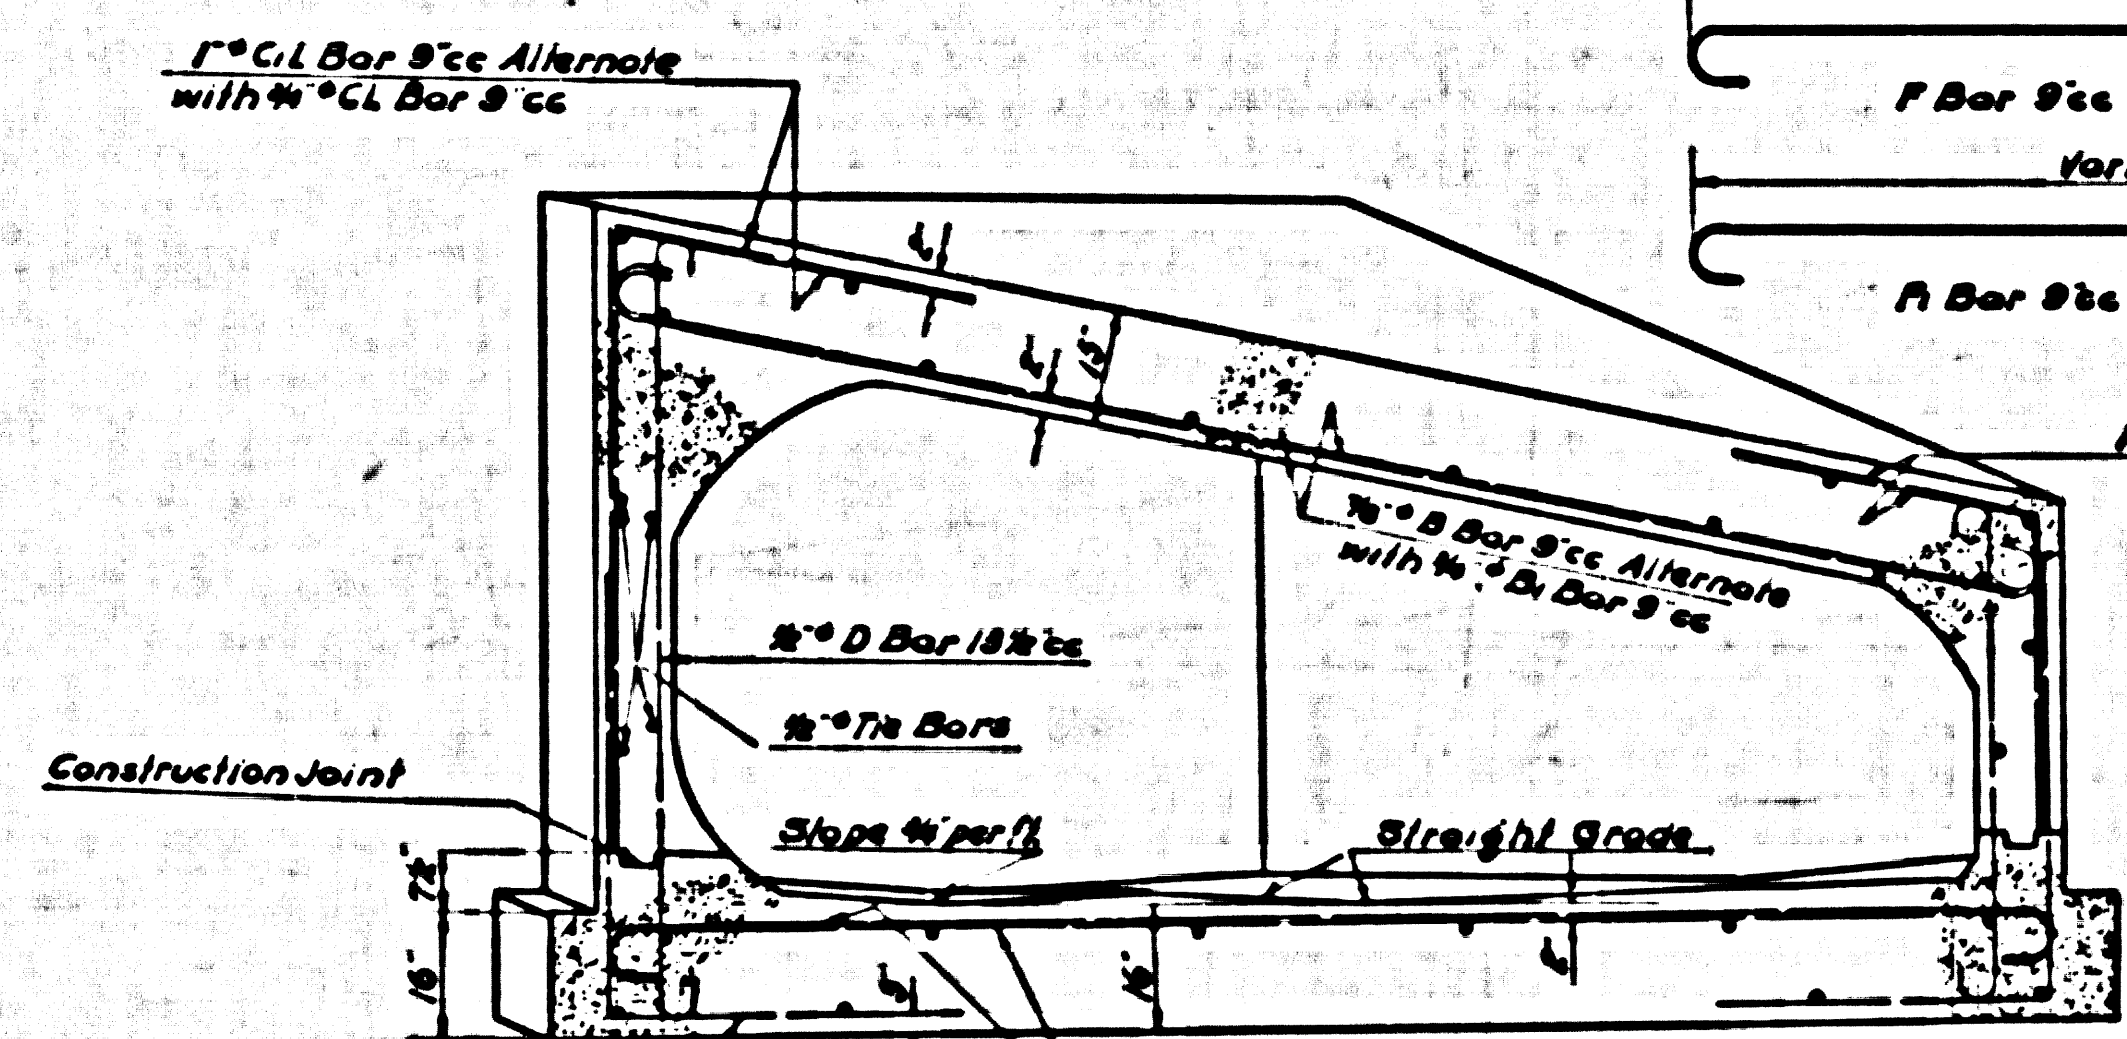 1"ϕ C₁L Bar 9"cc Alternate
with ¾"ϕ CL Bar 9"cc
F Bar 9"cc
F₁ Bar 9"cc
15"
⅞"ϕ B Bar 9"cc Alternate
with ¾"ϕ B₁ Bar 9"cc
½"ϕ D Bar 19½"cc
½"ϕ Tie Bars
Construction Joint
Slope ¼" per ft
Straight Grade
7½"
16"
16"